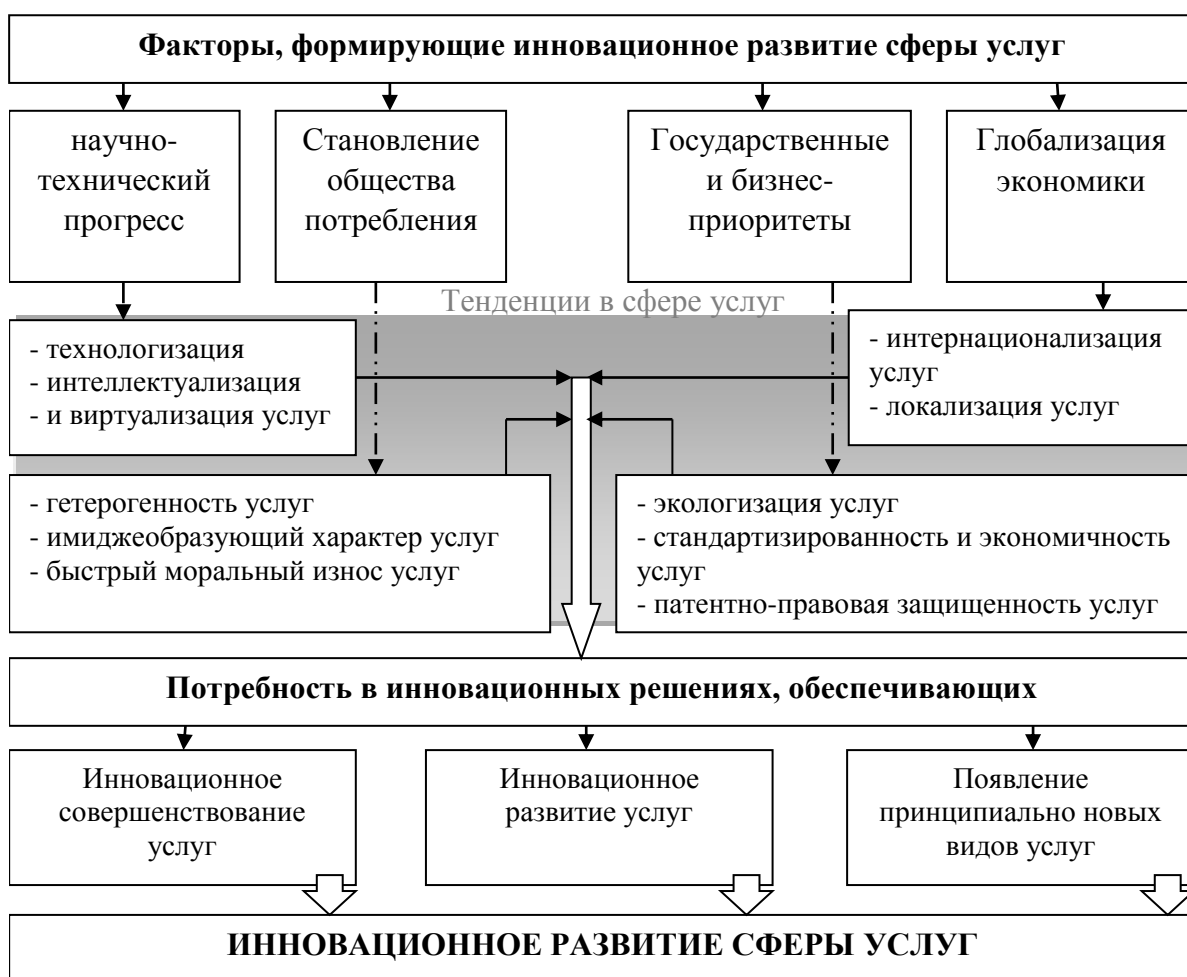 Факторы, формирующие инновационное развитие сферы услуг
научно-
технический
прогресс
Становление
общества
потребления
Государственные
и бизнес-
приоритеты
Глобализация
экономики
Тенденции в сфере услуг
- технологизация
- интеллектуализация
- и виртуализация услуг
- интернационализация
услуг
- локализация услуг
- гетерогенность услуг
- имиджеобразующий характер услуг
- быстрый моральный износ услуг
- экологизация услуг
- стандартизированность и экономичность
услуг
- патентно-правовая защищенность услуг
Потребность в инновационных решениях, обеспечивающих
Инновационное
совершенствование
услуг
Инновационное
развитие услуг
Появление
принципиально новых
видов услуг
ИННОВАЦИОННОЕ РАЗВИТИЕ СФЕРЫ УСЛУГ